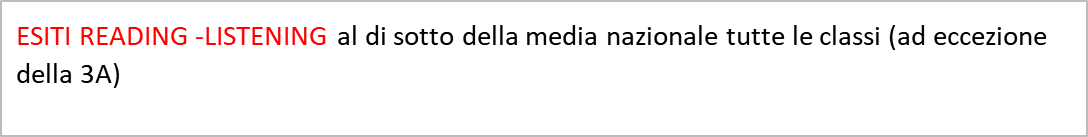 ESITI READING -LISTENING al di sotto della media nazionale tutte le classi (ad eccezione
della 3A)